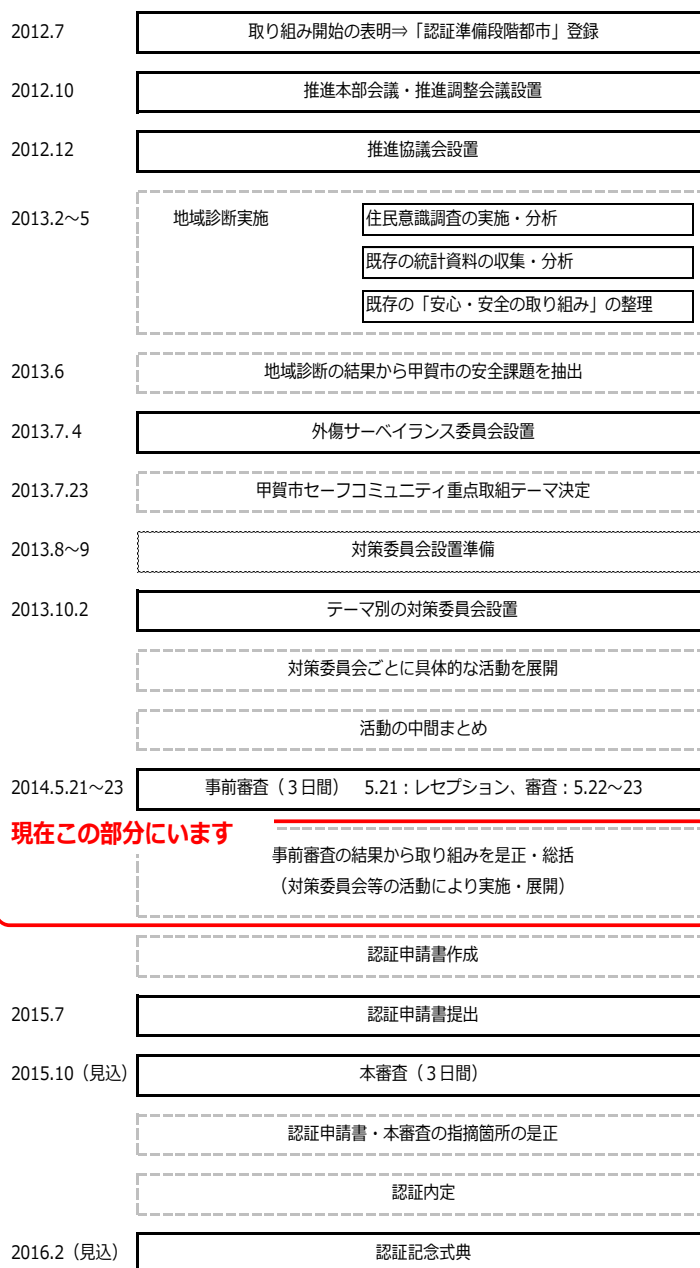 2012.7 取り組み開始の表明⇒「認証準備段階都市」登録
2012.10 推進本部会議・推進調整会議設置
2012.12 推進協議会設置
2013.2～5 地域診断実施 住民意識調査の実施・分析
既存の統計資料の収集・分析
既存の「安心・安全の取り組み」の整理
2013.6 地域診断の結果から甲賀市の安全課題を抽出
2013.7.4 外傷サーベイランス委員会設置
2013.7.23 甲賀市セーフコミュニティ重点取組テーマ決定
2013.8～9 対策委員会設置準備
2013.10.2 テーマ別の対策委員会設置
対策委員会ごとに具体的な活動を展開
活動の中間まとめ
2014.5.21～23 事前審査（３日間） 5.21：レセプション、審査：5.22～23
現在この部分にいます
事前審査の結果から取り組みを是正・総括
（対策委員会等の活動により実施・展開）
認証申請書作成
2015.7 認証申請書提出
2015.10（見込） 本審査（３日間）
認証申請書・本審査の指摘箇所の是正
認証内定
2016.2（見込） 認証記念式典